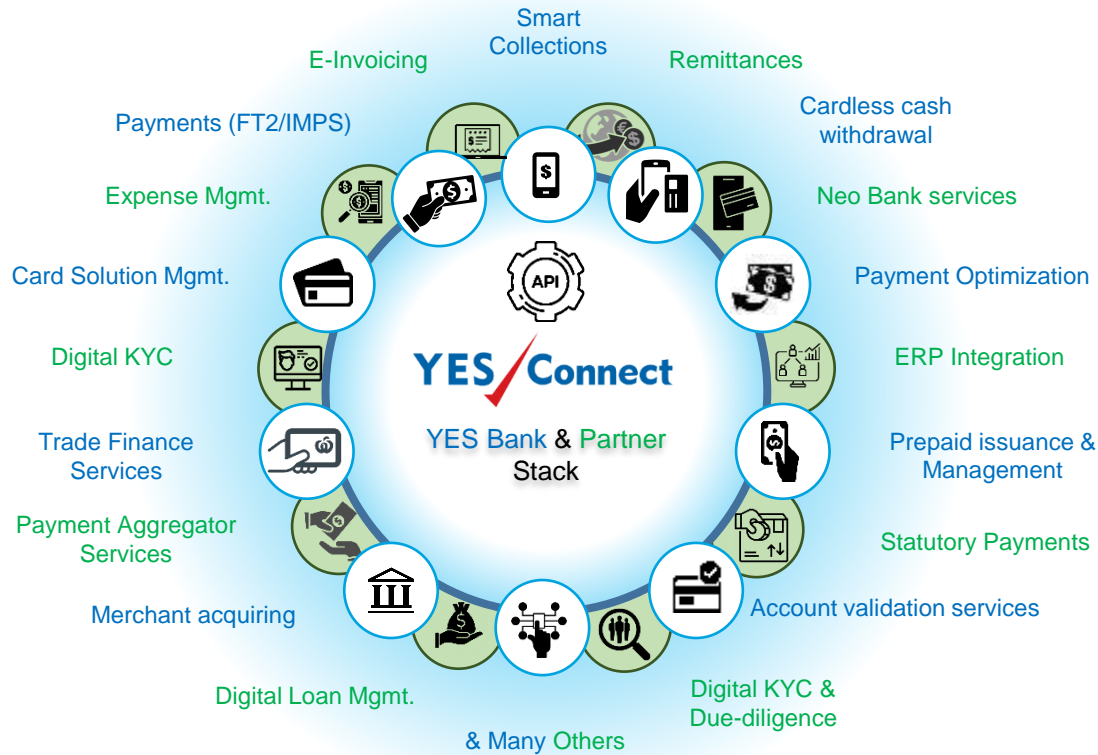 Smart
Collections
E-Invoicing
Remittances
Payments (FT2/IMPS)
Cardless cash
withdrawal
Expense Mgmt.
Neo Bank services
Card Solution Mgmt.
Payment Optimization
API
Digital KYC
YES Connect
ERP Integration
YES Bank & Partner
Stack
Trade Finance
Services
Prepaid issuance &
Management
Payment Aggregator
Services
Statutory Payments
Merchant acquiring
Account validation services
Digital Loan Mgmt.
Digital KYC &
Due-diligence
& Many Others